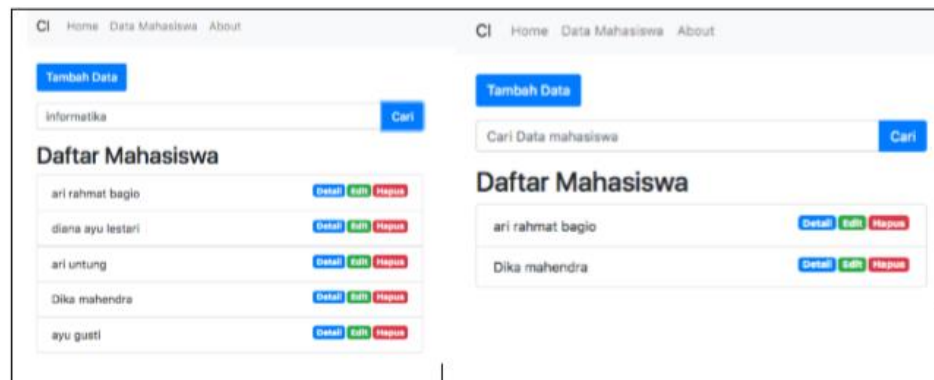 CI Home Data Mahasiswa About
Tambah Data
informatika Cari
Daftar Mahasiswa
ari rahmat bagio Detail Edit Hapus
diana ayu lestari Detail Edit Hapus
ari untung Detail Edit Hapus
Dika mahendra Detail Edit Hapus
ayu gusti Detail Edit Hapus
CI Home Data Mahasiswa About
Tambah Data
Cari Data mahasiswa Cari
Daftar Mahasiswa
ari rahmat bagio Detail Edit Hapus
Dika mahendra Detail Edit Hapus